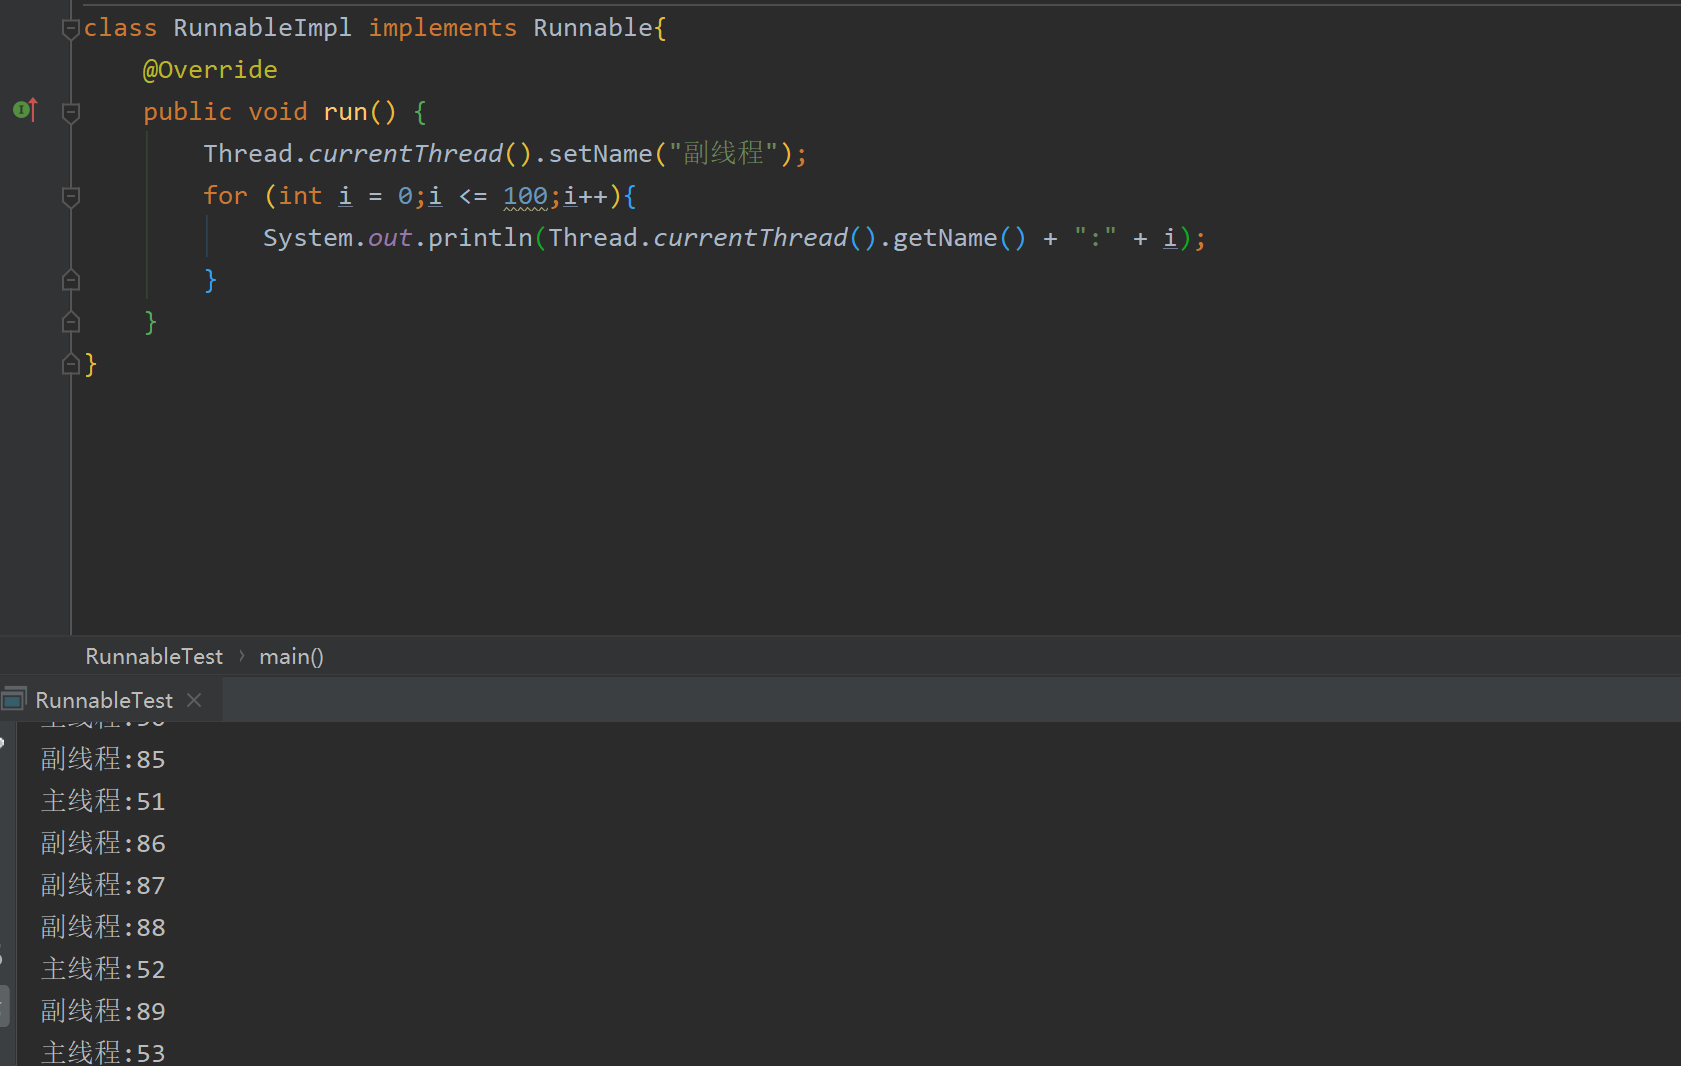 class RunnableImpl implements Runnable{
@Override
public void run() {
Thread.currentThread().setName("副线程");
for (int i = 0;i <= 100;i++){
System.out.println(Thread.currentThread().getName() + ":" + i);
}
}
}
RunnableTest › main()
RunnableTest ×
副线程:85
主线程:51
副线程:86
副线程:87
副线程:88
主线程:52
副线程:89
主线程:53